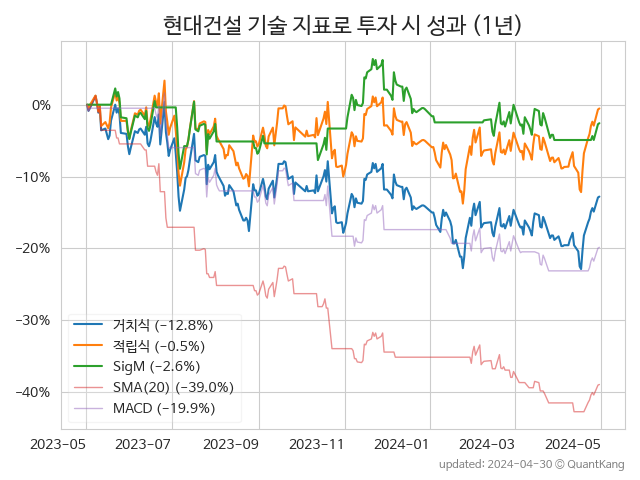 현대건설 기술 지표로 투자 시 성과 (1년)
0%
−10%
−20%
−30%
−40%
거치식 (−12.8%)
적립식 (−0.5%)
SigM (−2.6%)
SMA(20) (−39.0%)
MACD (−19.9%)
2023-05 2023-07 2023-09 2023-11 2024-01 2024-03 2024-05
updated: 2024-04-30 © QuantKang